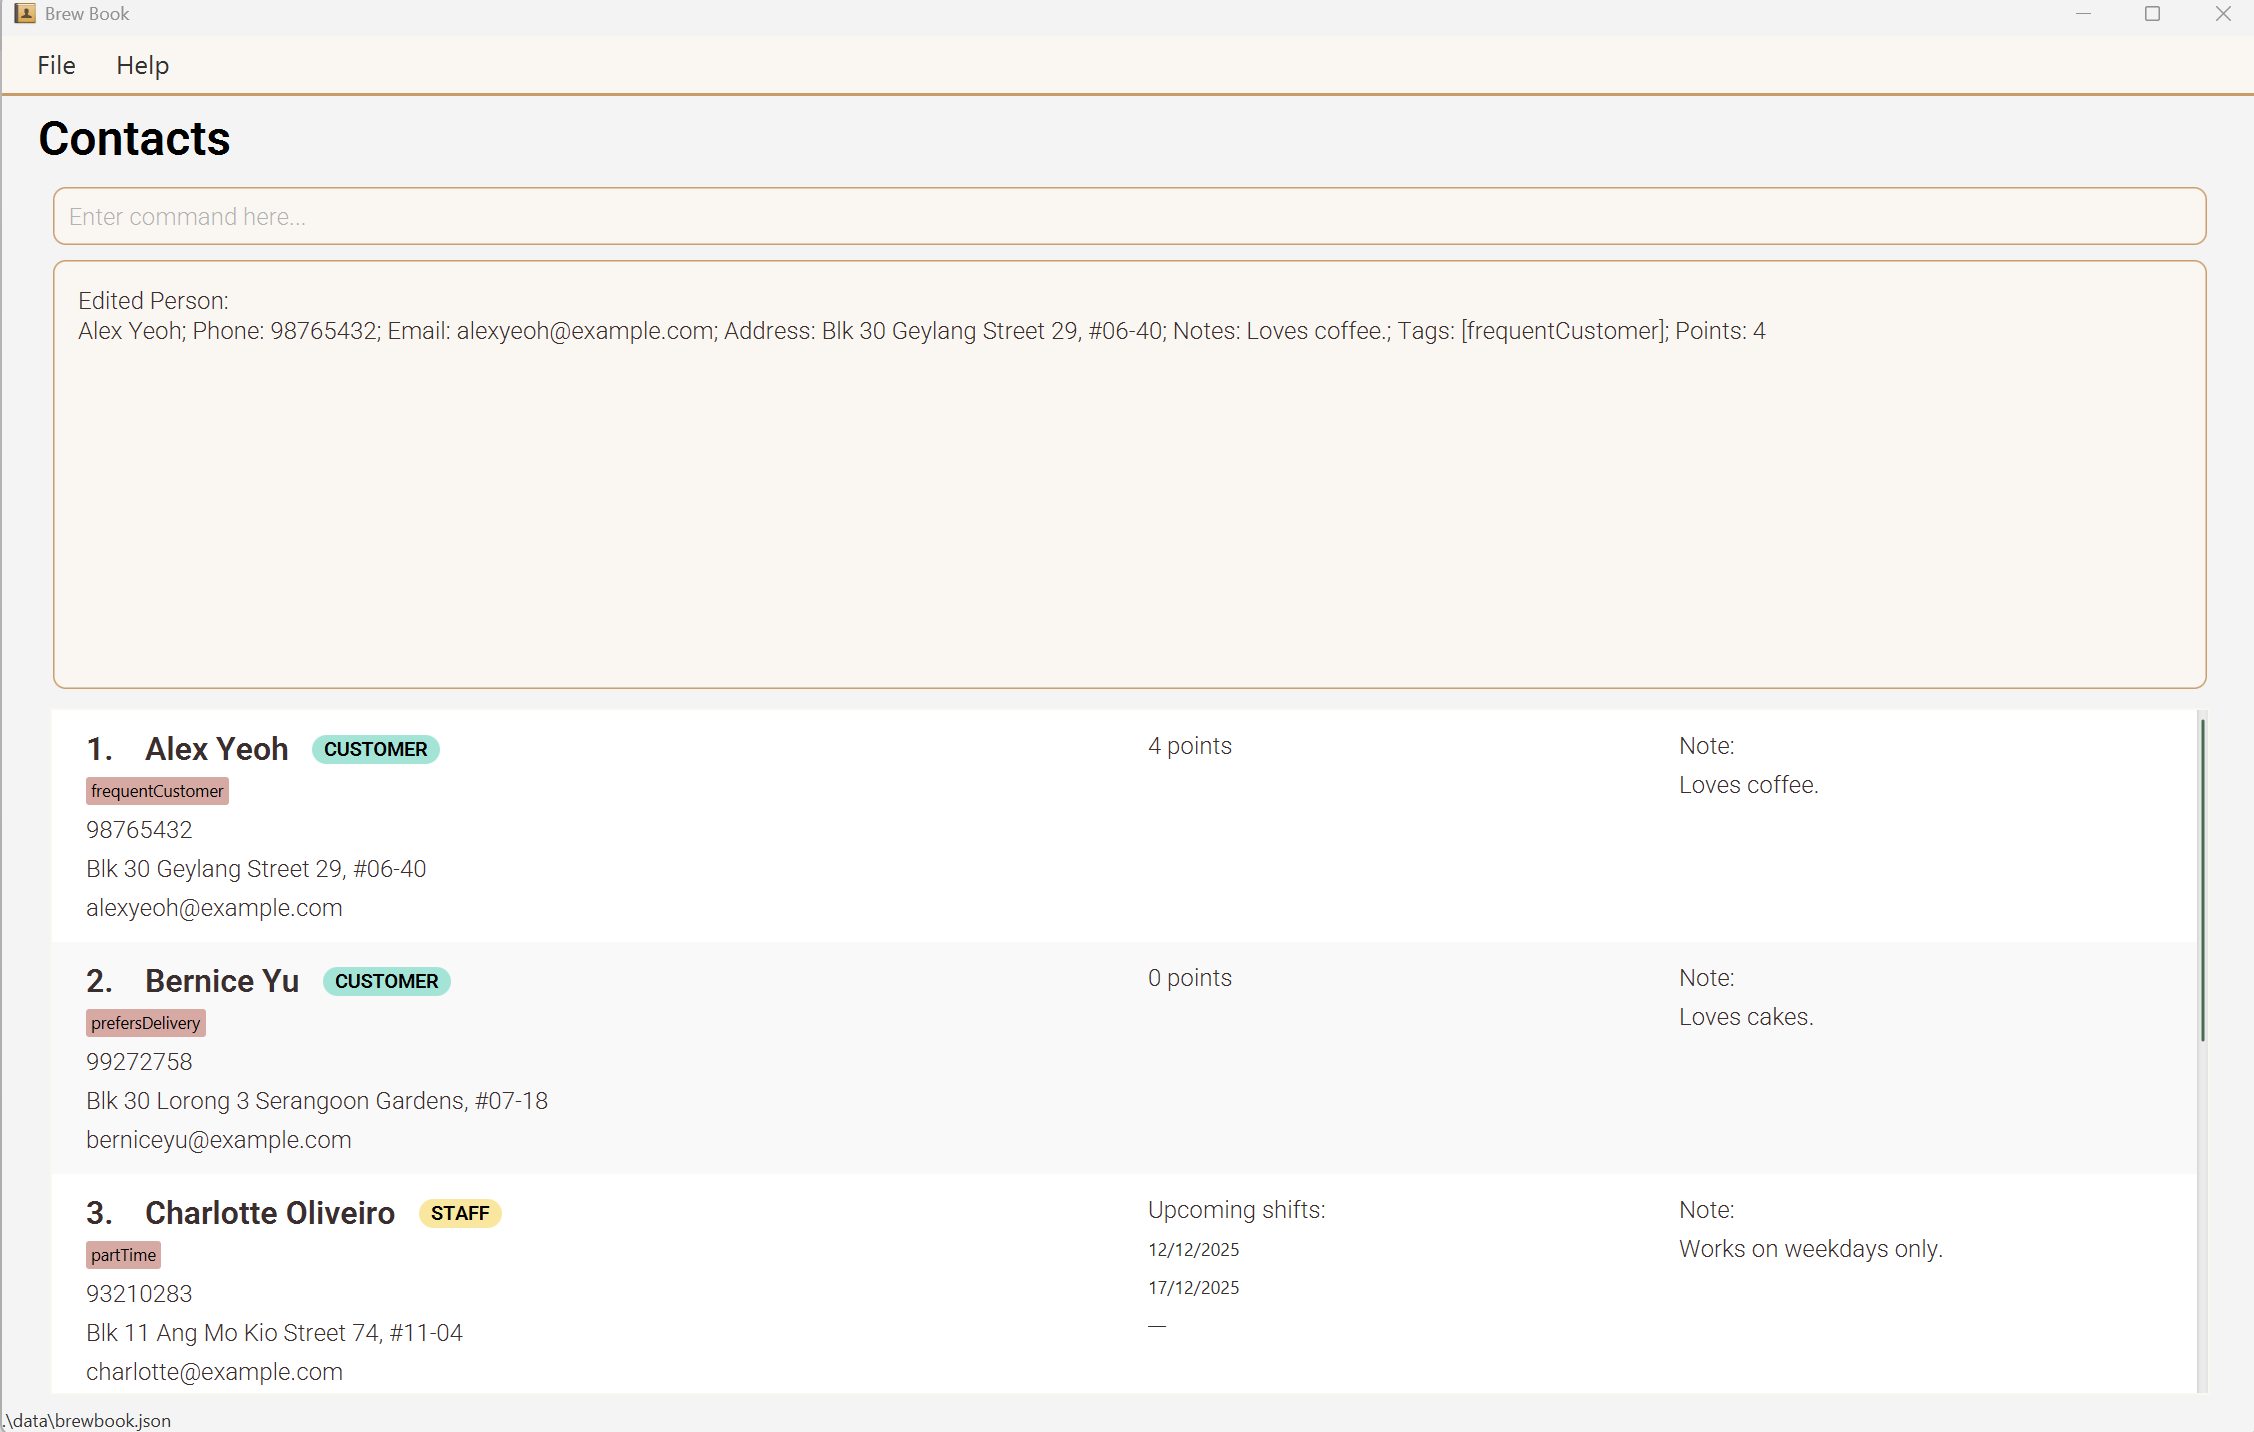 Brew Book
File Help
Contacts
Enter command here...
Edited Person:
Alex Yeoh; Phone: 98765432; Email: alexyeoh@example.com; Address: Blk 30 Geylang Street 29, #06-40; Notes: Loves coffee.; Tags: [frequentCustomer]; Points: 4
1. Alex Yeoh CUSTOMER
frequentCustomer
98765432
Blk 30 Geylang Street 29, #06-40
alexyeoh@example.com
4 points
Note:
Loves coffee.
2. Bernice Yu CUSTOMER
prefersDelivery
99272758
Blk 30 Lorong 3 Serangoon Gardens, #07-18
berniceyu@example.com
0 points
Note:
Loves cakes.
3. Charlotte Oliveiro STAFF
partTime
93210283
Blk 11 Ang Mo Kio Street 74, #11-04
charlotte@example.com
Upcoming shifts:
12/12/2025
17/12/2025
—
Note:
Works on weekdays only.
.\data\brewbook.json